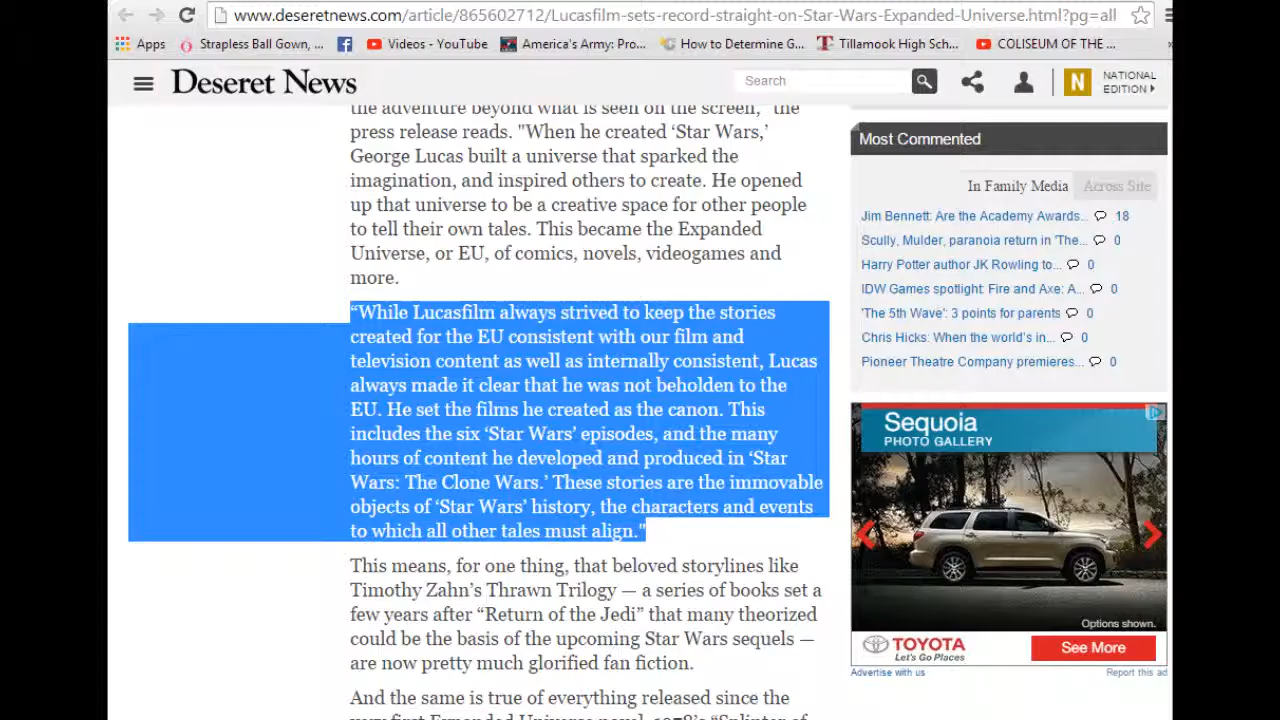 www.deseretnews.com/article/865602712/Lucasfilm-sets-record-straight-on-Star-Wars-Expanded-Universe.html?pg=all
Apps
Strapless Ball Gown, ...
Videos - YouTube
America's Army: Pro...
How to Determine G...
Tillamook High Sch...
COLISEUM OF THE ...
Deseret News
Search
N
NATIONAL
EDITION
the adventure beyond what is seen on the screen," the
press release reads. "When he created ‘Star Wars,’
George Lucas built a universe that sparked the
imagination, and inspired others to create. He opened
up that universe to be a creative space for other people
to tell their own tales. This became the Expanded
Universe, or EU, of comics, novels, videogames and
more.
“While Lucasfilm always strived to keep the stories
created for the EU consistent with our film and
television content as well as internally consistent, Lucas
always made it clear that he was not beholden to the
EU. He set the films he created as the canon. This
includes the six ‘Star Wars’ episodes, and the many
hours of content he developed and produced in ‘Star
Wars: The Clone Wars.’ These stories are the immovable
objects of ‘Star Wars’ history, the characters and events
to which all other tales must align."
This means, for one thing, that beloved storylines like
Timothy Zahn’s Thrawn Trilogy — a series of books set a
few years after “Return of the Jedi” that many theorized
could be the basis of the upcoming Star Wars sequels —
are now pretty much glorified fan fiction.
And the same is true of everything released since the
very first Expanded Universe novel, 1978’s “Splinter of
Most Commented
In Family Media
Across Site
Jim Bennett: Are the Academy Awards... 18
Scully, Mulder, paranoia return in 'The... 0
Harry Potter author JK Rowling to... 0
IDW Games spotlight: Fire and Axe: A... 0
'The 5th Wave': 3 points for parents 0
Chris Hicks: When the world's in... 0
Pioneer Theatre Company premieres... 0
Sequoia
PHOTO GALLERY
Options shown.
TOYOTA
Let's Go Places
See More
Advertise with us
Report this ad